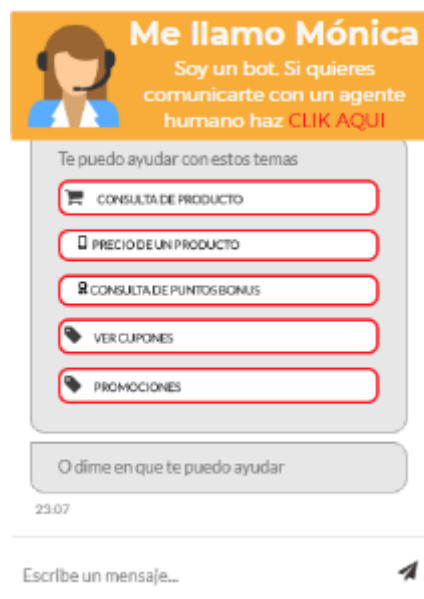 Me llamo Mónica
Soy un bot. Si quieres
comunicarte con un agente
humano haz CLIK AQUI
Te puedo ayudar con estos temas
CONSULTA DE PRODUCTO
PRECIO DE UN PRODUCTO
CONSULTA DE PUNTOS BONUS
VER CUPONES
PROMOCIONES
O dime en que te puedo ayudar
23:07
Escribe un mensaje...